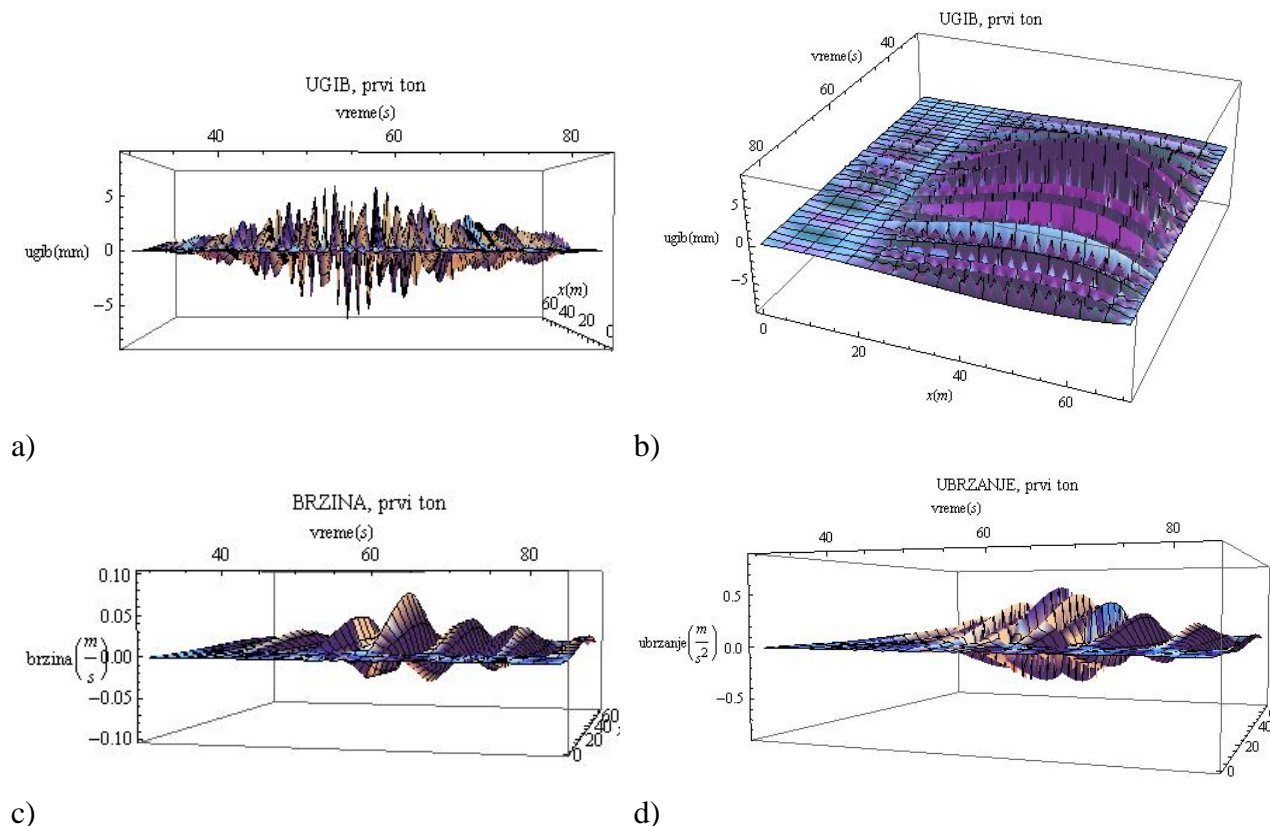 UGIB, prvi ton
vreme(s)
40
60
80
5
0
−5
ugib(mm)
x(m)
60
40
20
0
a)
UGIB, prvi ton
vreme(s)
40
60
80
5
0
−5
ugib(mm)
0
20
40
60
x(m)
b)
BRZINA, prvi ton
vreme(s)
40
60
80
0.10
0.05
0.00
−0.05
−0.10
brzina(m/s)
60
40
20
0
c)
UBRZANJE, prvi ton
vreme(s)
40
60
80
0.5
0.0
−0.5
ubrzanje(m/s²)
40
20
0
d)